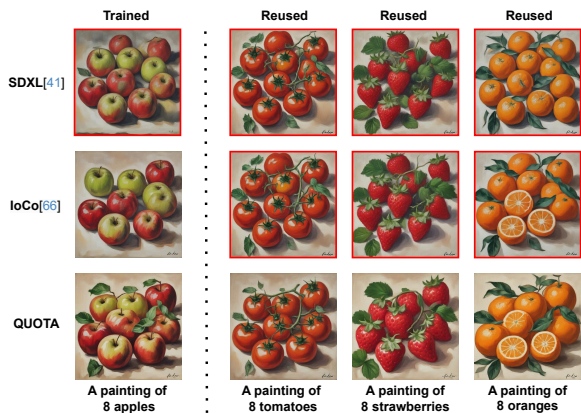 Trained Reused Reused Reused
SDXL[41]
IoCo[66]
QUOTA
A painting of A painting of A painting of A painting of
8 apples 8 tomatoes 8 strawberries 8 oranges